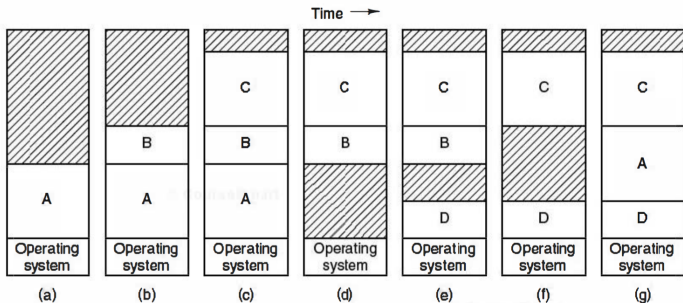 Time
A
Operating
system
(a)
B
A
Operating
system
(b)
C
B
A
Operating
system
(c)
C
B
Operating
system
(d)
C
B
D
Operating
system
(e)
C
D
Operating
system
(f)
C
A
D
Operating
system
(g)